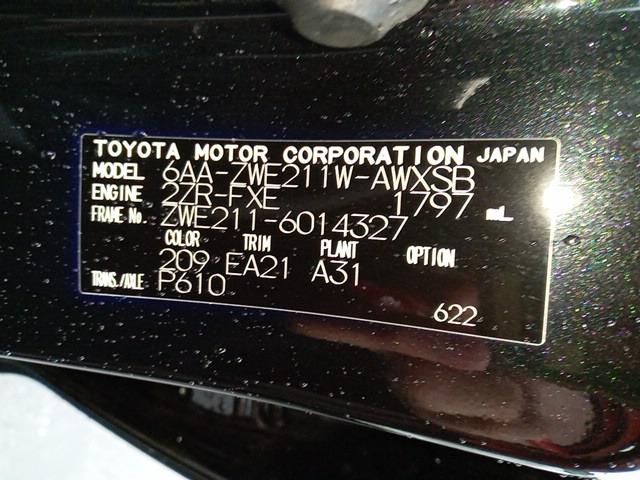 TOYOTA MOTOR CORPORATION JAPAN
MODEL 6AA-ZWE211W-AWXSB
ENGINE 2ZR-FXE 1797 mL
FRAME No. ZWE211-6014327
COLOR TRIM PLANT OPTION
209 EA21 A31
TRANS./AXLE P610
622